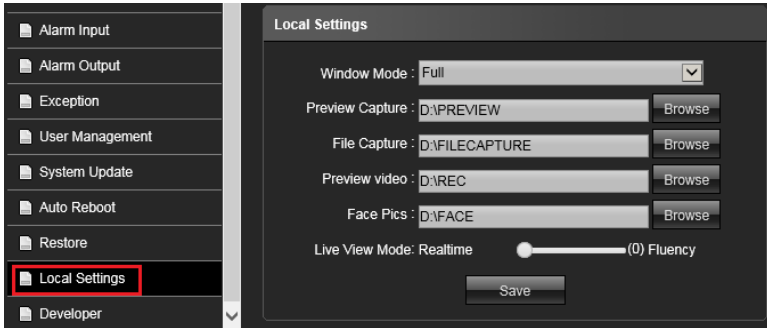 Alarm Input
Alarm Output
Exception
User Management
System Update
Auto Reboot
Restore
Local Settings
Developer
Local Settings
Window Mode : Full
Preview Capture : D:\PREVIEW Browse
File Capture : D:\FILECAPTURE Browse
Preview video : D:\REC Browse
Face Pics : D:\FACE Browse
Live View Mode: Realtime (0) Fluency
Save